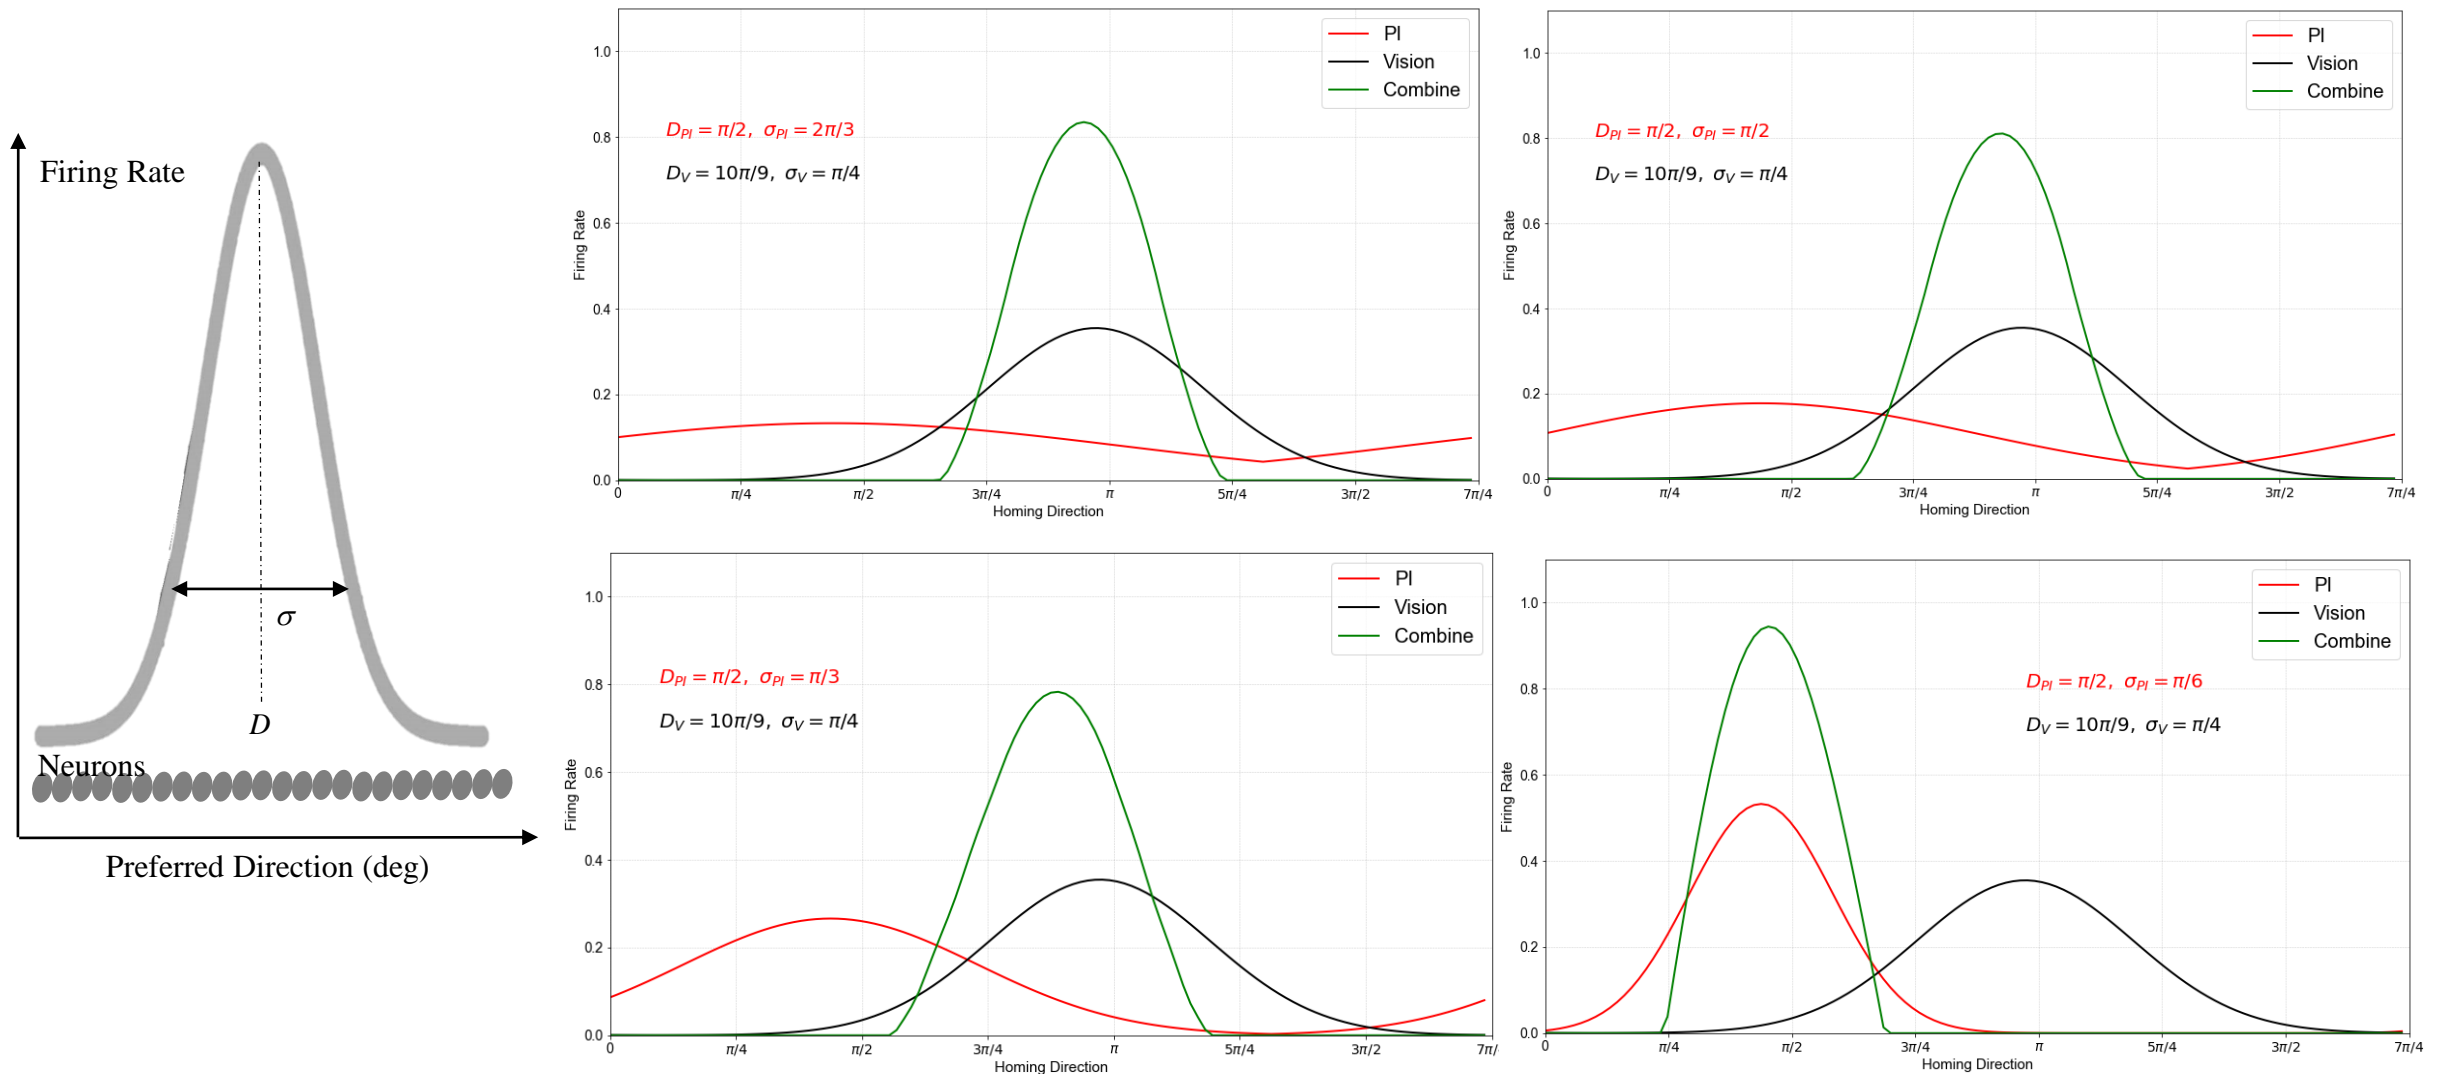 Firing Rate
σ
D
Neurons
Preferred Direction (deg)
PI
Vision
Combine
D_PI = π/2, σ_PI = 2π/3
D_V = 10π/9, σ_V = π/4
Firing Rate
1.0
0.8
0.6
0.4
0.2
0.0
0 π/4 π/2 3π/4 π 5π/4 3π/2 7π/4
Homing Direction
PI
Vision
Combine
D_PI = π/2, σ_PI = π/2
D_V = 10π/9, σ_V = π/4
Firing Rate
1.0
0.8
0.6
0.4
0.2
0.0
0 π/4 π/2 3π/4 π 5π/4 3π/2 7π/4
Homing Direction
PI
Vision
Combine
D_PI = π/2, σ_PI = π/3
D_V = 10π/9, σ_V = π/4
Firing Rate
1.0
0.8
0.6
0.4
0.2
0.0
0 π/4 π/2 3π/4 π 5π/4 3π/2 7π/
Homing Direction
PI
Vision
Combine
D_PI = π/2, σ_PI = π/6
D_V = 10π/9, σ_V = π/4
Firing Rate
1.0
0.8
0.6
0.4
0.2
0.0
0 π/4 π/2 3π/4 π 5π/4 3π/2 7π/4
Homing Direction